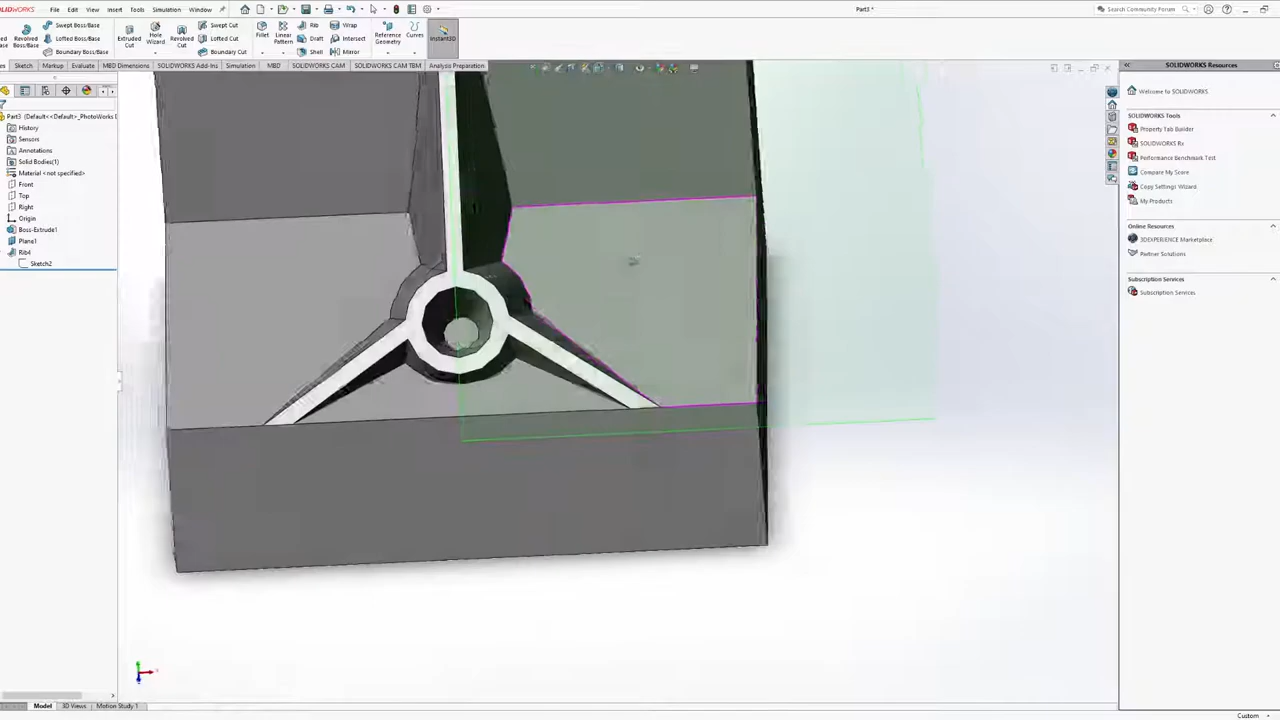 SOLIDWORKS File Edit View Insert Tools Simulation Window Part3 * Search Community Forum
Swept Boss/Base Swept Cut Rib Wrap
Revolved Boss/Base Lofted Boss/Base Extruded Cut Hole Wizard Revolved Cut Lofted Cut Fillet Linear Pattern Draft Intersect Reference Geometry Curves Instant3D
Boundary Boss/Base Boundary Cut Shell Mirror
Sketch Markup Evaluate MBD Dimensions SOLIDWORKS Add-Ins Simulation MBD SOLIDWORKS CAM SOLIDWORKS CAM TBM Analysis Preparation
SOLIDWORKS Resources
Welcome to SOLIDWORKS
SOLIDWORKS Tools
Property Tab Builder
SOLIDWORKS Rx
Performance Benchmark Test
Compare My Score
Copy Settings Wizard
My Products
Online Resources
3DEXPERIENCE Marketplace
Partner Solutions
Subscription Services
Subscription Services
Part3 (Default<<Default>_PhotoWorks
History
Sensors
Annotations
Solid Bodies(1)
Material <not specified>
Front
Top
Right
Origin
Boss-Extrude1
Plane1
Rib4
Sketch2
Model 3D Views Motion Study 1
Custom